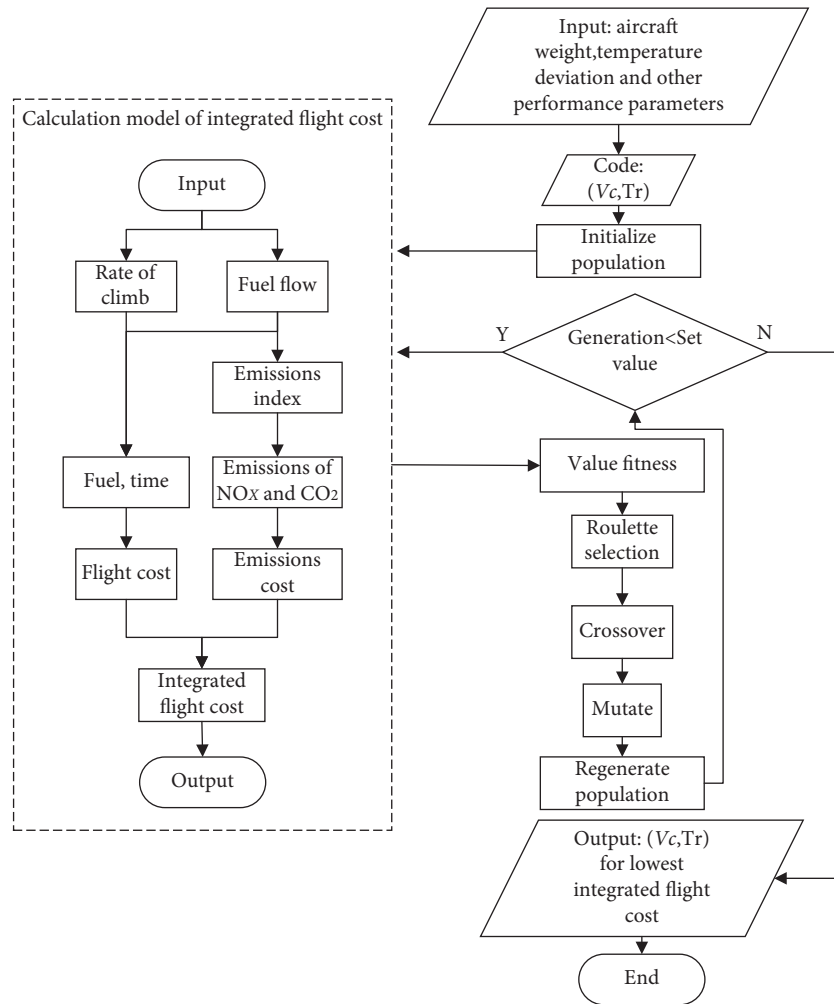 Calculation model of integrated flight cost
Input
Rate of
climb
Fuel flow
Emissions
index
Fuel, time
Emissions of
NOX and CO2
Flight cost
Emissions
cost
Integrated
flight cost
Output
Input: aircraft
weight,temperature
deviation and other
performance parameters
Code:
(Vc,Tr)
Initialize
population
Y
Generation<Set
value
N
Value fitness
Roulette
selection
Crossover
Mutate
Regenerate
population
Output: (Vc,Tr)
for lowest
integrated flight
cost
End